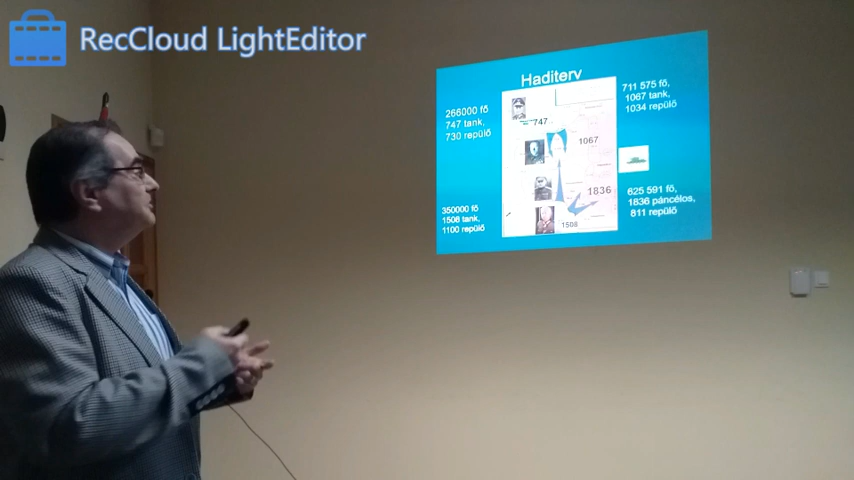 RecCloud LightEditor
Haditerv
266000 fő
747 tank,
730 repülő
711 575 fő,
1067 tank,
1034 repülő
747
1067
1836
1508
350000 fő
1508 tank,
1100 repülő
625 591 fő,
1836 páncélos,
811 repülő